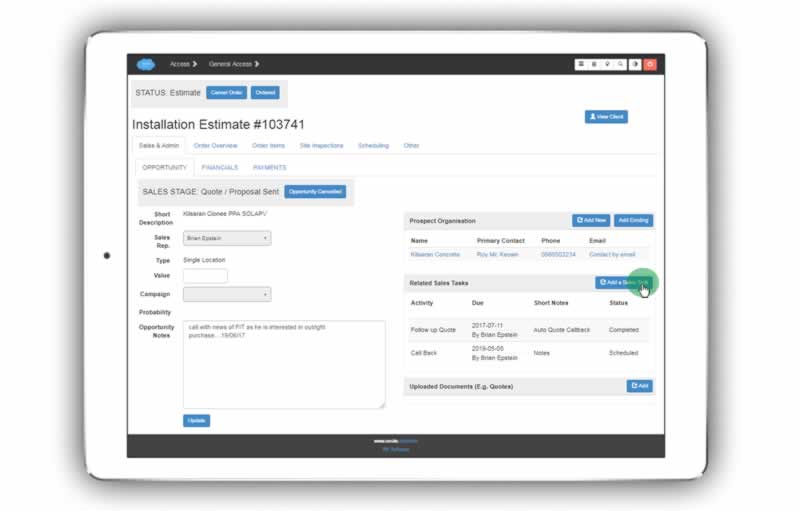 Access
General Access
STATUS: Estimate
Cancel Order
Ordered
Installation Estimate #103741
View Client
Sales & Admin
Order Overview
Order Items
Site Inspections
Scheduling
Other
OPPORTUNITY
FINANCIALS
PAYMENTS
SALES STAGE: Quote / Proposal Sent
Opportunity Cancelled
Short
Description
Kilsaran Clonee PPA SOLAPV
Sales
Rep.
Brian Epstein
Type
Single Location
Value
Campaign
Probability
Opportunity
Notes
call with news of FIT as he is interested in outright
purchase....19/06/17
Update
Prospect Organisation
Add New
Add Existing
Name
Primary Contact
Phone
Email
Kilsaran Concrete
Roy Mc Keown
Contact by email
Related Sales Tasks
Add a Sales Task
Activity
Due
Short Notes
Status
Follow up Quote
2017-07-11
By Brian Epstein
Auto Quote Callback
Completed
Call Back
2019-05-08
By Brian Epstein
Notes
Scheduled
Uploaded Documents (E.g. Quotes)
Add